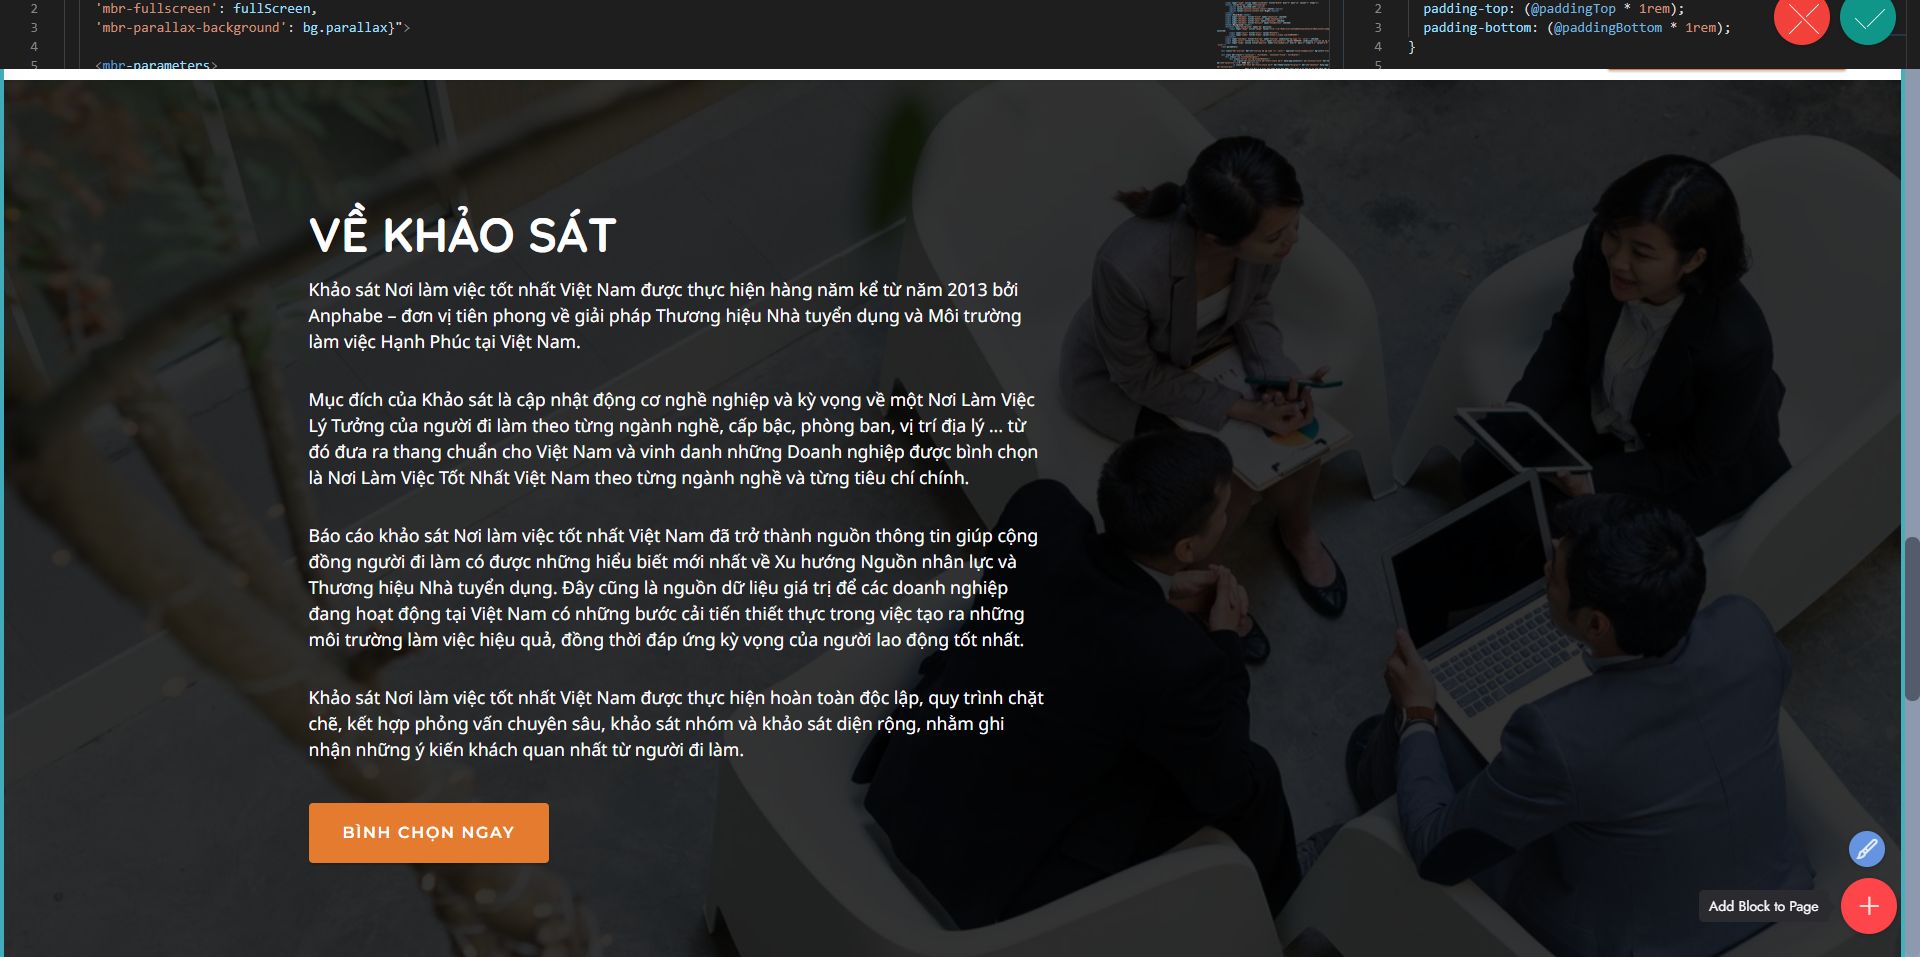 2
'mbr-fullscreen': fullScreen,
3
'mbr-parallax-background': bg.parallax}">
4
5
<mbr-parameters>
2
padding-top: (@paddingTop * 1rem);
3
padding-bottom: (@paddingBottom * 1rem);
4
}
5
VỀ KHẢO SÁT
Khảo sát Nơi làm việc tốt nhất Việt Nam được thực hiện hàng năm kể từ năm 2013 bởi
Anphabe – đơn vị tiên phong về giải pháp Thương hiệu Nhà tuyển dụng và Môi trường
làm việc Hạnh Phúc tại Việt Nam.
Mục đích của Khảo sát là cập nhật động cơ nghề nghiệp và kỳ vọng về một Nơi Làm Việc
Lý Tưởng của người đi làm theo từng ngành nghề, cấp bậc, phòng ban, vị trí địa lý ... từ
đó đưa ra thang chuẩn cho Việt Nam và vinh danh những Doanh nghiệp được bình chọn
là Nơi Làm Việc Tốt Nhất Việt Nam theo từng ngành nghề và từng tiêu chí chính.
Báo cáo khảo sát Nơi làm việc tốt nhất Việt Nam đã trở thành nguồn thông tin giúp cộng
đồng người đi làm có được những hiểu biết mới nhất về Xu hướng Nguồn nhân lực và
Thương hiệu Nhà tuyển dụng. Đây cũng là nguồn dữ liệu giá trị để các doanh nghiệp
đang hoạt động tại Việt Nam có những bước cải tiến thiết thực trong việc tạo ra những
môi trường làm việc hiệu quả, đồng thời đáp ứng kỳ vọng của người lao động tốt nhất.
Khảo sát Nơi làm việc tốt nhất Việt Nam được thực hiện hoàn toàn độc lập, quy trình chặt
chẽ, kết hợp phỏng vấn chuyên sâu, khảo sát nhóm và khảo sát diện rộng, nhằm ghi
nhận những ý kiến khách quan nhất từ người đi làm.
BÌNH CHỌN NGAY
Add Block to Page